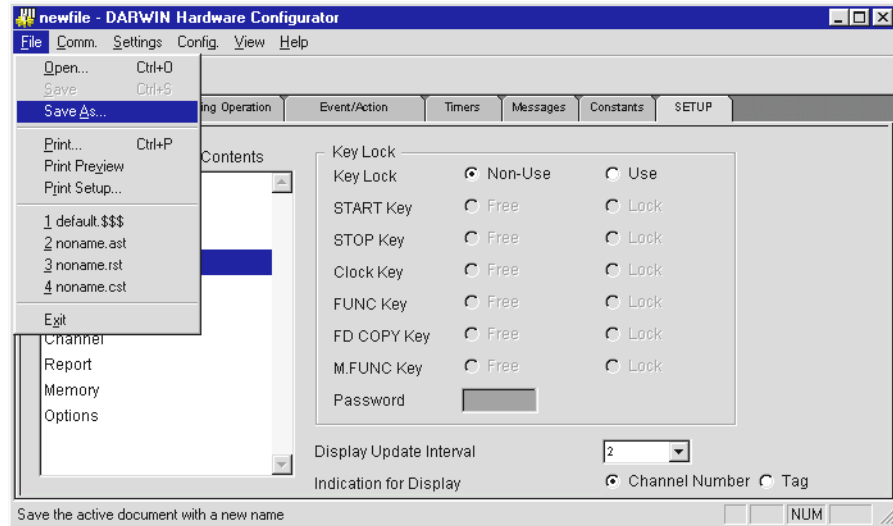 newfile - DARWIN Hardware Configurator
File Comm. Settings Config. View Help
Open... Ctrl+O
Save Ctrl+S
Save As...
Print... Ctrl+P
Print Preview
Print Setup...
1 default.$$$
2 noname.ast
3 noname.rst
4 noname.cst
Exit
ing Operation Event/Action Timers Messages Constants SETUP
Contents
Channel
Report
Memory
Options
Key Lock
Key Lock Non-Use Use
START Key Free Lock
STOP Key Free Lock
Clock Key Free Lock
FUNC Key Free Lock
FD COPY Key Free Lock
M.FUNC Key Free Lock
Password
Display Update Interval 2
Indication for Display Channel Number Tag
Save the active document with a new name NUM